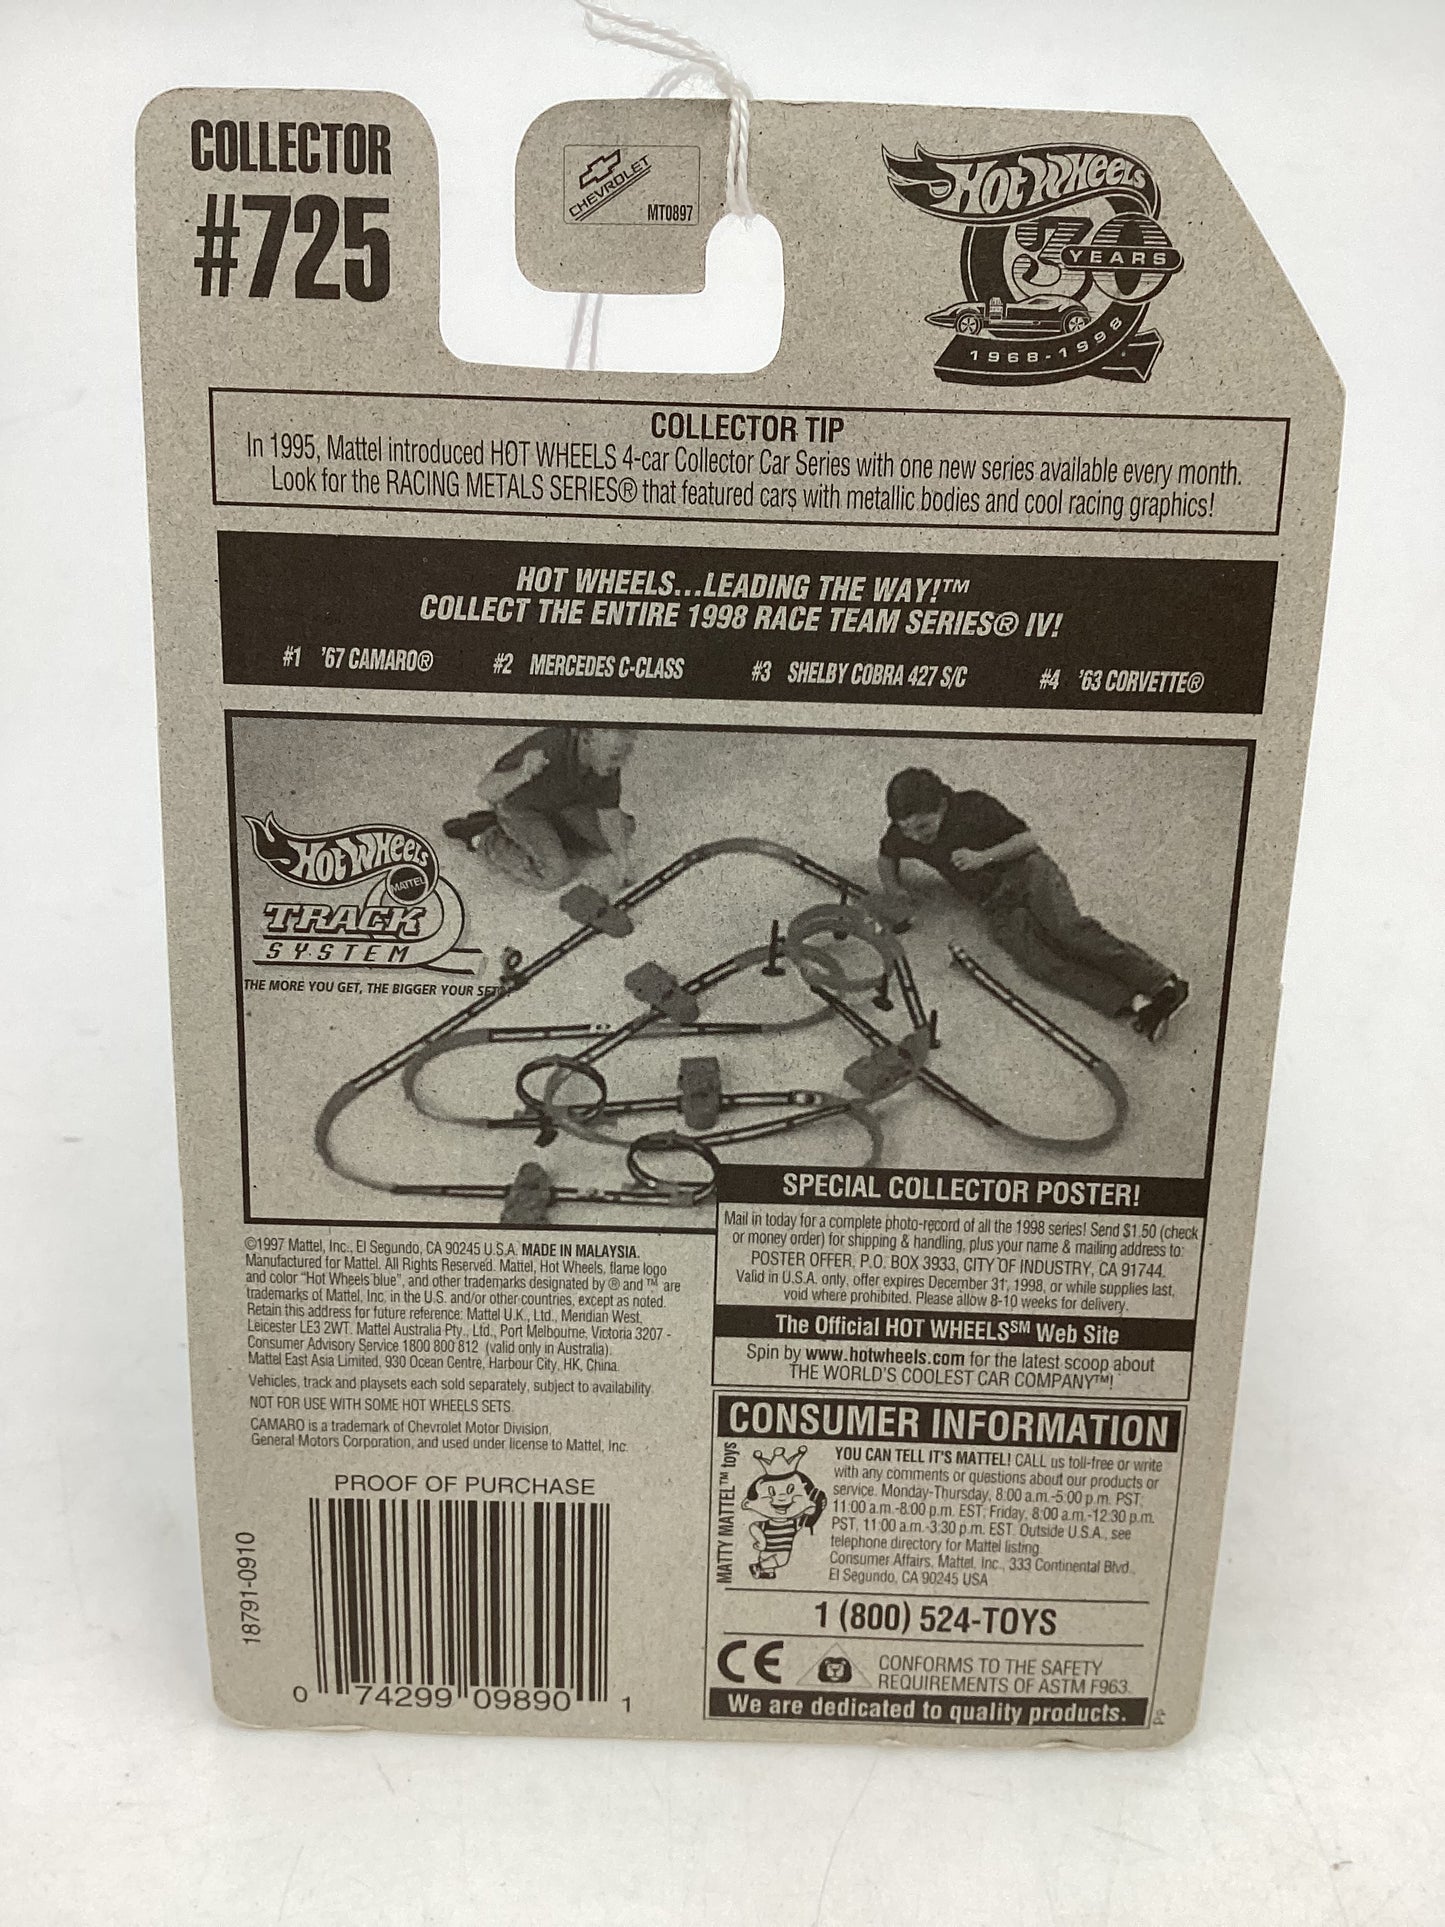 COLLECTOR
#725
CHEVROLET
MT0897
HOT WHEELS
30
YEARS
1968-1998
COLLECTOR TIP
In 1995, Mattel introduced HOT WHEELS 4-car Collector Car Series with one new series available every month.
Look for the RACING METALS SERIES® that featured cars with metallic bodies and cool racing graphics!
HOT WHEELS...LEADING THE WAY!™
COLLECT THE ENTIRE 1998 RACE TEAM SERIES® IV!
#1 '67 CAMARO® #2 MERCEDES C-CLASS #3 SHELBY COBRA 427 S/C #4 '63 CORVETTE®
HOT WHEELS
MATTEL
TRACK
SYSTEM
THE MORE YOU GET, THE BIGGER YOUR SET!
SPECIAL COLLECTOR POSTER!
Mail in today for a complete photo-record of all the 1998 series! Send $1.50 (check
or money order) for shipping & handling, plus your name & mailing address to:
POSTER OFFER, P.O. BOX 3933, CITY OF INDUSTRY, CA 91744.
Valid in U.S.A. only, offer expires December 31, 1998, or while supplies last,
void where prohibited. Please allow 8-10 weeks for delivery.
The Official HOT WHEELS℠ Web Site
Spin by www.hotwheels.com for the latest scoop about
THE WORLD'S COOLEST CAR COMPANY™!
©1997 Mattel, Inc., El Segundo, CA 90245 U.S.A. MADE IN MALAYSIA.
Manufactured for Mattel. All Rights Reserved. Mattel, Hot Wheels, flame logo
and color "Hot Wheels blue", and other trademarks designated by ® and ™ are
trademarks of Mattel, Inc. in the U.S. and/or other countries, except as noted.
Retain this address for future reference: Mattel U.K., Ltd., Meridian West,
Leicester LE3 2WT. Mattel Australia Pty., Ltd., Port Melbourne, Victoria 3207 -
Consumer Advisory Service 1800 800 812 (valid only in Australia).
Mattel East Asia Limited, 930 Ocean Centre, Harbour City, HK, China.
Vehicles, track and playsets each sold separately, subject to availability.
NOT FOR USE WITH SOME HOT WHEELS SETS.
CAMARO is a trademark of Chevrolet Motor Division,
General Motors Corporation, and used under license to Mattel, Inc.
PROOF OF PURCHASE
18791-0910
0 74299 09890 1
CONSUMER INFORMATION
MATTY MATTEL™ toys
YOU CAN TELL IT'S MATTEL! CALL us toll-free or write
with any comments or questions about our products or
service. Monday-Thursday, 8:00 a.m.-5:00 p.m. PST;
11:00 a.m.-8:00 p.m. EST; Friday, 8:00 a.m.-12:30 p.m.
PST, 11:00 a.m.-3:30 p.m. EST. Outside U.S.A., see
telephone directory for Mattel listing.
Consumer Affairs, Mattel, Inc., 333 Continental Blvd.,
El Segundo, CA 90245 USA
1 (800) 524-TOYS
CE
CONFORMS TO THE SAFETY
REQUIREMENTS OF ASTM F963.
We are dedicated to quality products.